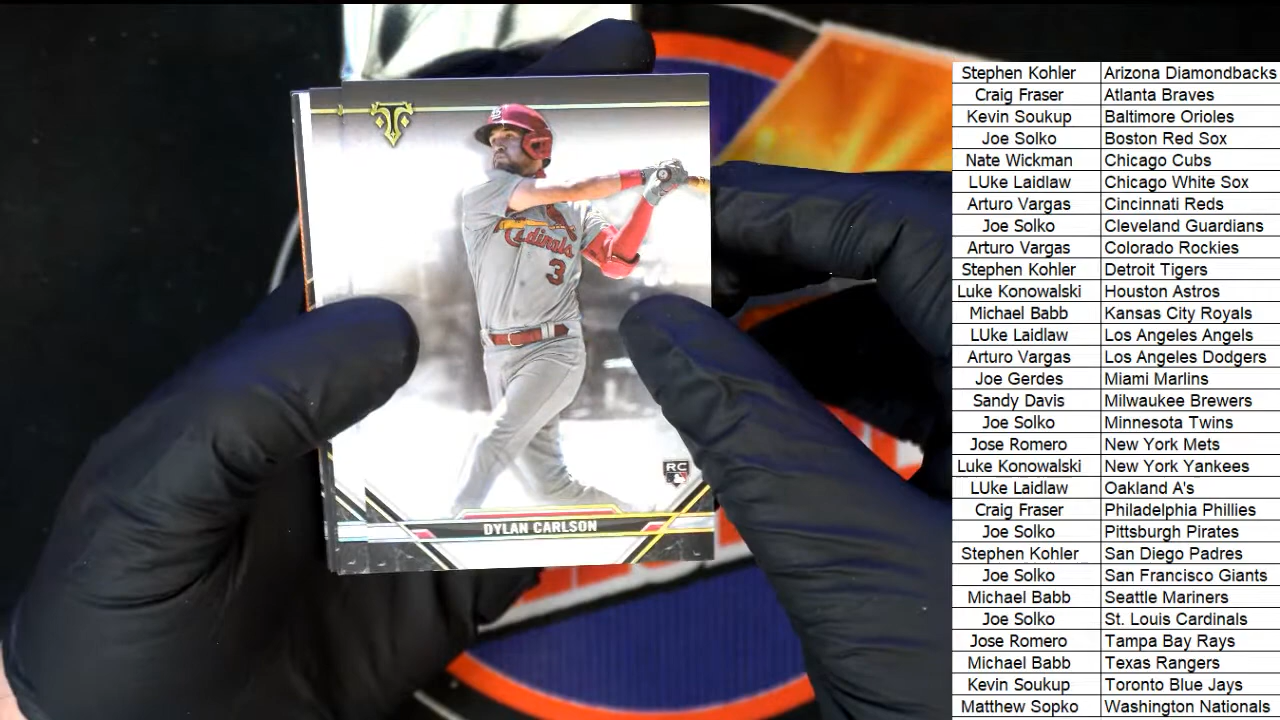 Cardinals
3
RC
DYLAN CARLSON
Stephen Kohler Arizona Diamondbacks
Craig Fraser Atlanta Braves
Kevin Soukup Baltimore Orioles
Joe Solko Boston Red Sox
Nate Wickman Chicago Cubs
LUke Laidlaw Chicago White Sox
Arturo Vargas Cincinnati Reds
Joe Solko Cleveland Guardians
Arturo Vargas Colorado Rockies
Stephen Kohler Detroit Tigers
Luke Konowalski Houston Astros
Michael Babb Kansas City Royals
LUke Laidlaw Los Angeles Angels
Arturo Vargas Los Angeles Dodgers
Joe Gerdes Miami Marlins
Sandy Davis Milwaukee Brewers
Joe Solko Minnesota Twins
Jose Romero New York Mets
Luke Konowalski New York Yankees
LUke Laidlaw Oakland A's
Craig Fraser Philadelphia Phillies
Joe Solko Pittsburgh Pirates
Stephen Kohler San Diego Padres
Joe Solko San Francisco Giants
Michael Babb Seattle Mariners
Joe Solko St. Louis Cardinals
Jose Romero Tampa Bay Rays
Michael Babb Texas Rangers
Kevin Soukup Toronto Blue Jays
Matthew Sopko Washington Nationals